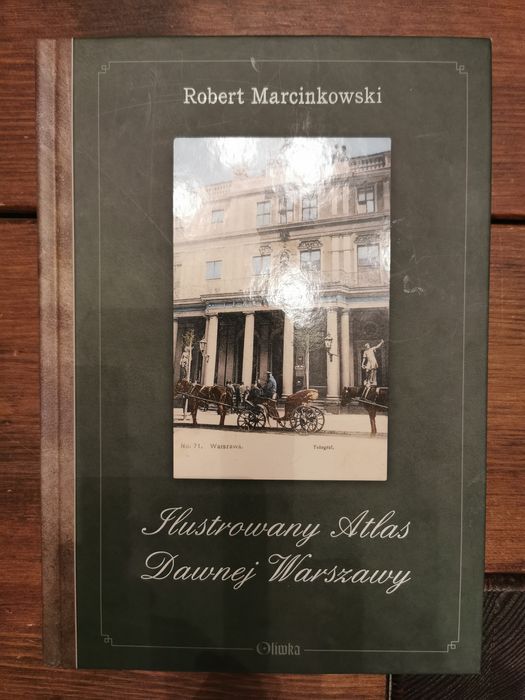 Robert Marcinkowski
No. 71. Warszawa. Telegraf.
Ilustrowany Atlas
Dawnej Warszawy
Oliwka